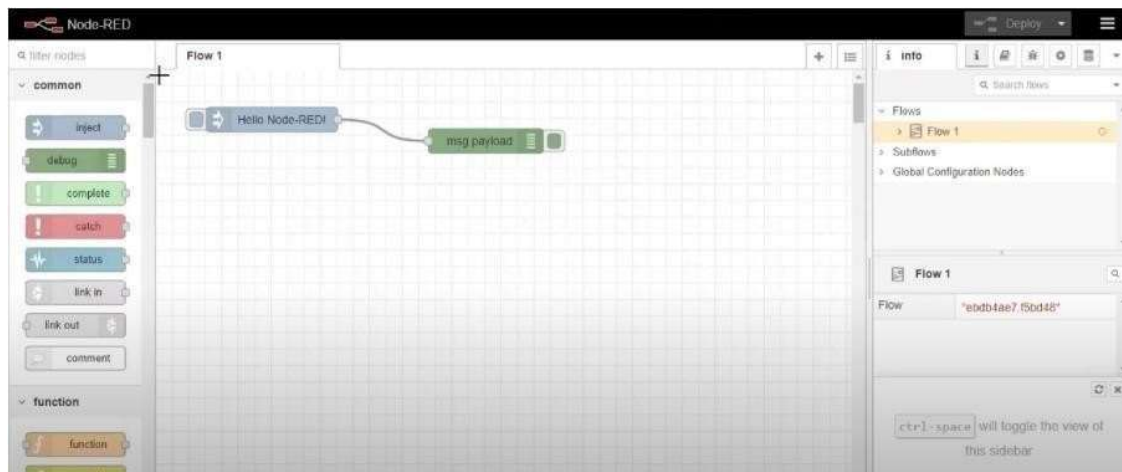 Node-RED
Deploy
filter nodes
Flow 1
info
i
Search flows
common
inject
debug
complete
catch
status
link in
link out
comment
function
function
Hello Node-RED!
msg.payload
Flows
Flow 1
Subflows
Global Configuration Nodes
Flow 1
Flow
"ebdb4ae7.f5bd48"
ctrl-space will toggle the view of
this sidebar